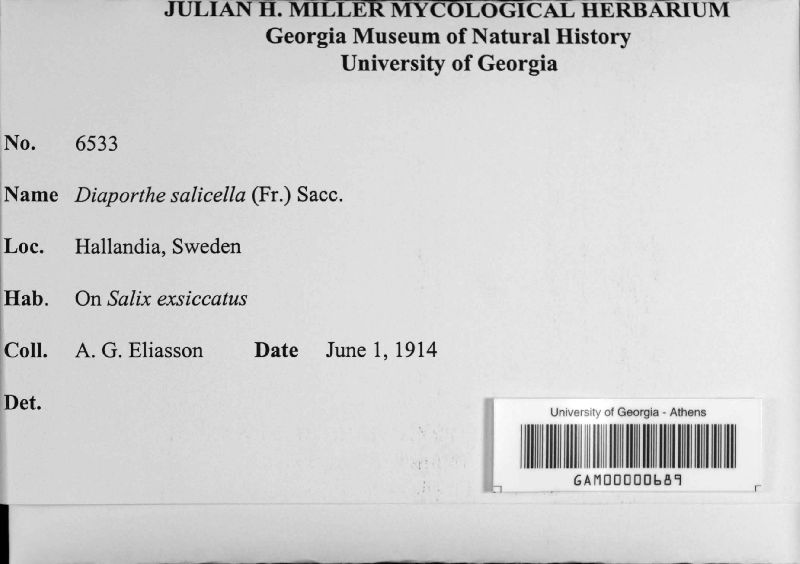 JULIAN H. MILLER MYCOLOGICAL HERBARIUM
Georgia Museum of Natural History
University of Georgia
No. 6533
Name Diaporthe salicella (Fr.) Sacc.
Loc. Hallandia, Sweden
Hab. On Salix exsiccatus
Coll. A. G. Eliasson Date June 1, 1914
Det.
University of Georgia - Athens
GAM00000689